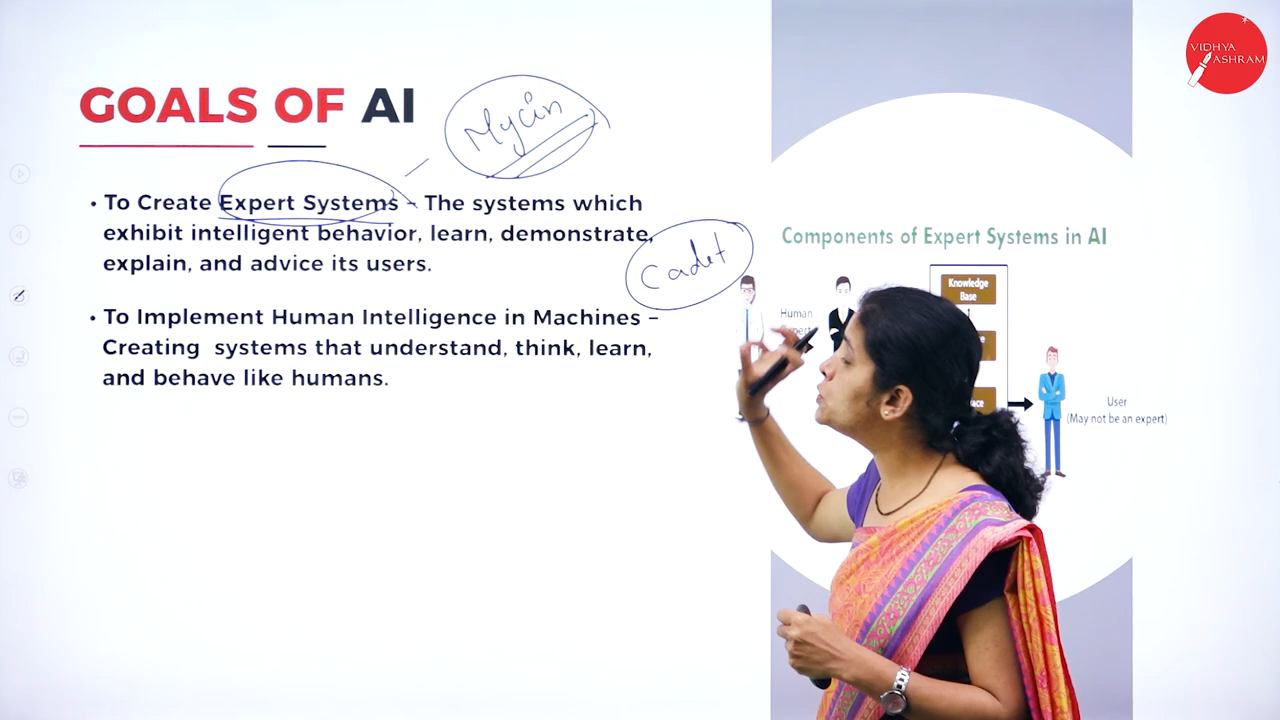 VIDHYA
ASHRAM
GOALS OF AI
Mycin
• To Create Expert Systems – The systems which
exhibit intelligent behavior, learn, demonstrate,
explain, and advice its users.
Cadet
• To Implement Human Intelligence in Machines –
Creating systems that understand, think, learn,
and behave like humans.
Components of Expert Systems in AI
Knowledge
Base
Human
User
(May not be an expert)